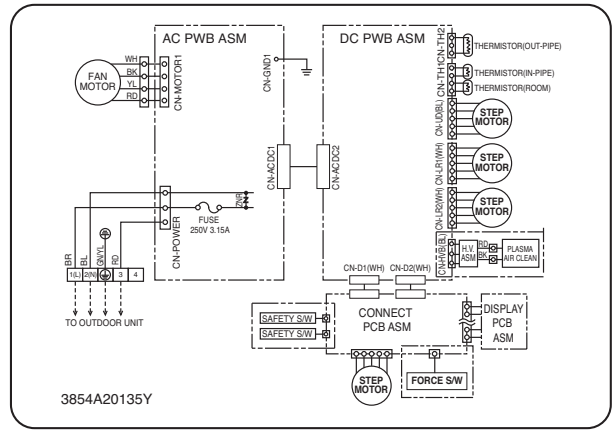 AC PWB ASM
DC PWB ASM
FAN
MOTOR
WH
BK
YL
RD
CN-MOTOR1
CN-GND1
CN-TH2
THERMISTOR(OUT-PIPE)
CN-TH1
THERMISTOR(IN-PIPE)
THERMISTOR(ROOM)
CN-UD(BL)
STEP
MOTOR
CN-LR1(WH)
STEP
MOTOR
CN-LR2(WH)
STEP
MOTOR
CN-ACDC1
CN-ACDC2
CN-POWER
FUSE
250V 3.15A
ZNR
CN-HVB(BL)
H.V.
ASM
RD
BK
PLASMA
AIR CLEAN
BR
BL
GN/YL
RD
1(L)
2(N)
3
4
TO OUTDOOR UNIT
CN-D1(WH)
CN-D2(WH)
SAFETY S/W
SAFETY S/W
CONNECT
PCB ASM
DISPLAY
PCB
ASM
STEP
MOTOR
FORCE S/W
3854A20135Y